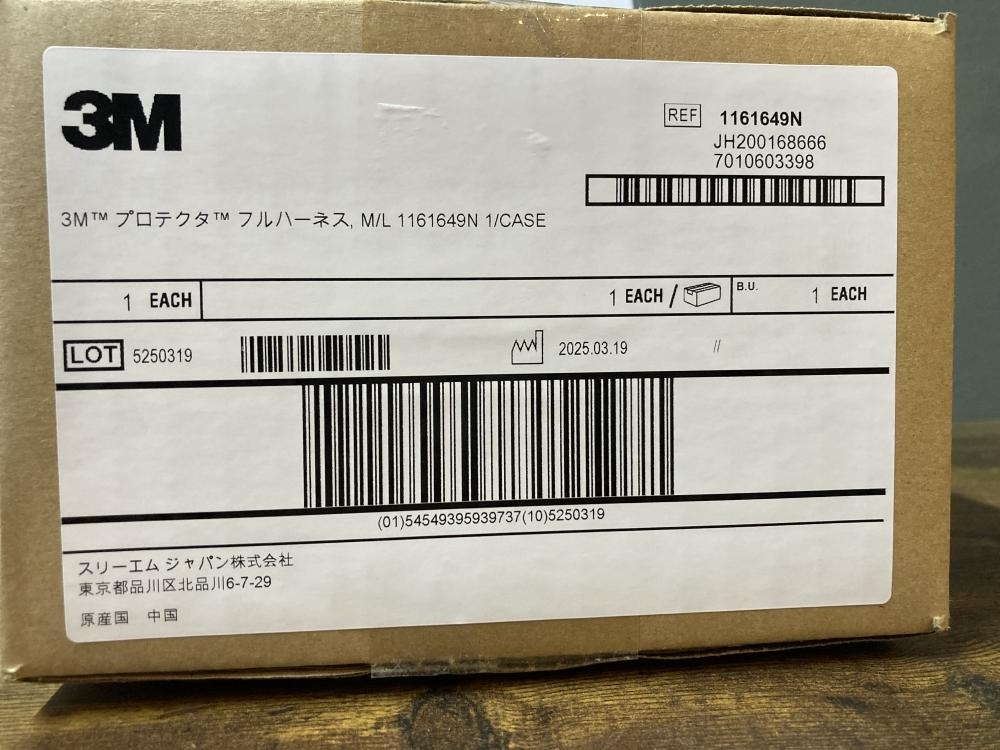 3M
REF 1161649N
JH200168666
7010603398
3M™ プロテクタ™ フルハーネス, M/L 1161649N 1/CASE
1 EACH
1 EACH /
B.U. 1 EACH
LOT 5250319
2025.03.19 //
(01)54549395939737(10)5250319
スリーエム ジャパン株式会社
東京都品川区北品川6-7-29
原産国 中国